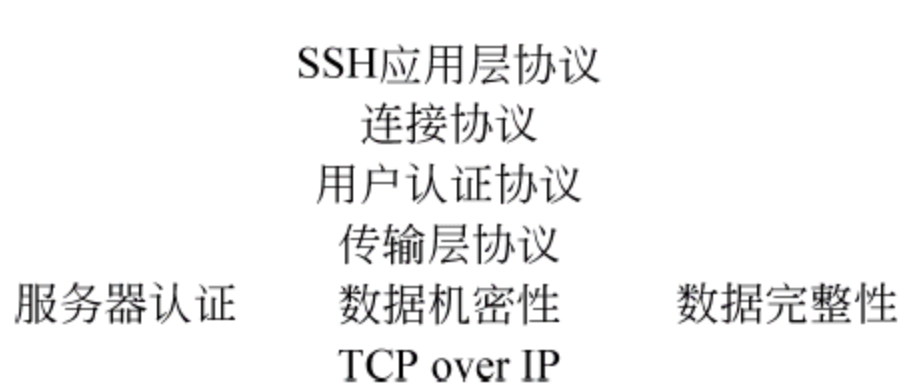 SSH应用层协议
连接协议
用户认证协议
传输层协议
服务器认证 数据机密性 数据完整性
TCP over IP